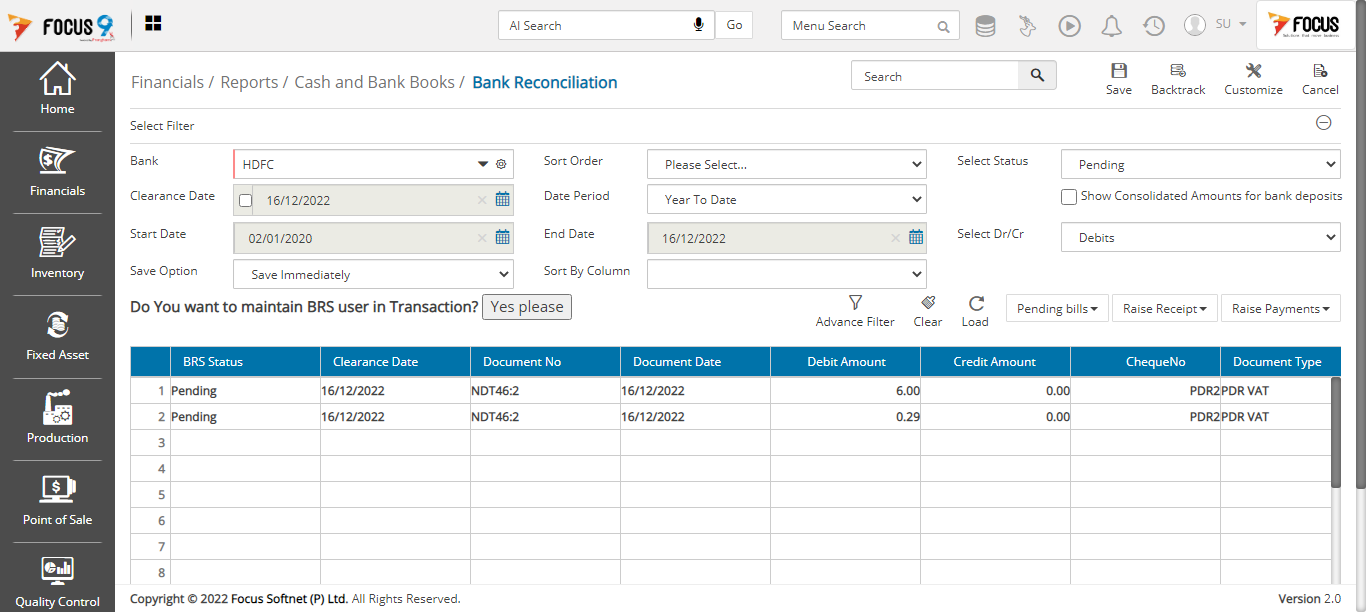 FOCUS 9
AI Search
Go
Menu Search
SU
FOCUS
Home
Financials
Inventory
Fixed Asset
Production
Point of Sale
Quality Control
Financials / Reports / Cash and Bank Books / Bank Reconciliation
Search
Save
Backtrack
Customize
Cancel
Select Filter
Bank
HDFC
Sort Order
Please Select...
Select Status
Pending
Clearance Date
16/12/2022
Date Period
Year To Date
Show Consolidated Amounts for bank deposits
Start Date
02/01/2020
End Date
16/12/2022
Select Dr/Cr
Debits
Save Option
Save Immediately
Sort By Column
Do You want to maintain BRS user in Transaction? Yes please
Advance Filter
Clear
Load
Pending bills
Raise Receipt
Raise Payments
BRS Status Clearance Date Document No Document Date Debit Amount Credit Amount ChequeNo Document Type
1 Pending 16/12/2022 NDT46:2 16/12/2022 6.00 0.00 PDR2 PDR VAT
2 Pending 16/12/2022 NDT46:2 16/12/2022 0.29 0.00 PDR2 PDR VAT
3
4
5
6
7
8
Copyright © 2022 Focus Softnet (P) Ltd. All Rights Reserved.
Version 2.0